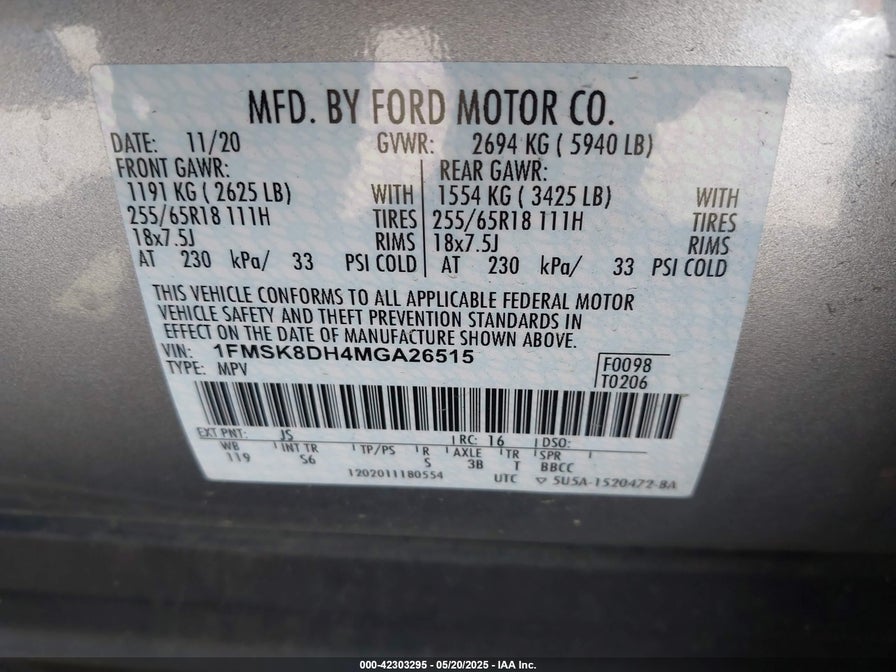 MFD. BY FORD MOTOR CO.
DATE: 11/20 GVWR: 2694 KG ( 5940 LB)
FRONT GAWR: REAR GAWR:
1191 KG ( 2625 LB) WITH 1554 KG ( 3425 LB) WITH
255/65R18 111H TIRES 255/65R18 111H TIRES
18x7.5J RIMS 18x7.5J RIMS
AT 230 kPa/ 33 PSI COLD AT 230 kPa/ 33 PSI COLD
THIS VEHICLE CONFORMS TO ALL APPLICABLE FEDERAL MOTOR
VEHICLE SAFETY AND THEFT PREVENTION STANDARDS IN
EFFECT ON THE DATE OF MANUFACTURE SHOWN ABOVE.
VIN: 1FMSK8DH4MGA26515
TYPE: MPV
F0098
T0206
EXT PNT: JS RC: 16 DSO:
WB INT TR TP/PS R AXLE TR SPR
119 S6 S 3B T BBCC
1202011180554 UTC ▽ 5U5A-1520472-8A
000-42303295 - 05/20/2025 - IAA Inc.